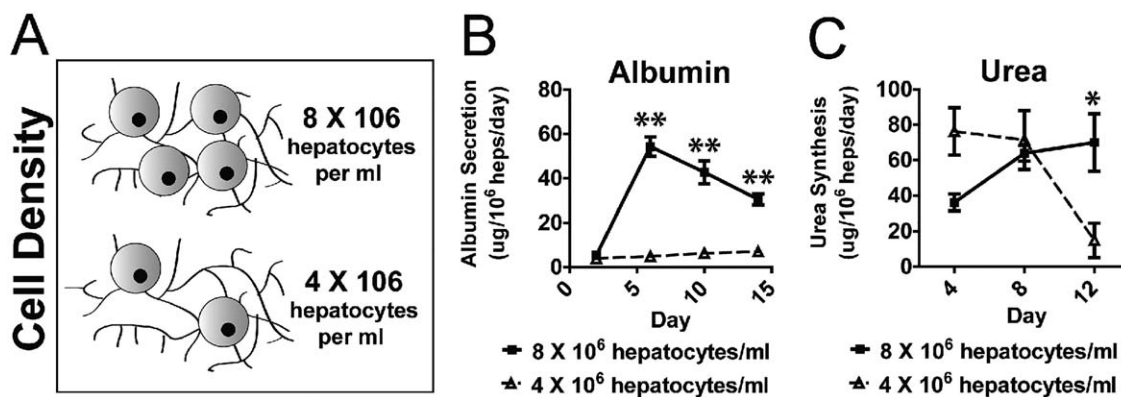 A
Cell Density
8 X 106
hepatocytes
per ml
4 X 106
hepatocytes
per ml
B
Albumin
Albumin Secretion
(ug/10⁶ heps/day)
80
60
40
20
0
**
**
**
0
5
10
15
Day
8 X 10⁶ hepatocytes/ml
4 X 10⁶ hepatocytes/ml
C
Urea
Urea Synthesis
(ug/10⁶ heps/day)
100
80
60
40
20
0
*
4
8
12
Day
8 X 10⁶ hepatocytes/ml
4 X 10⁶ hepatocytes/ml